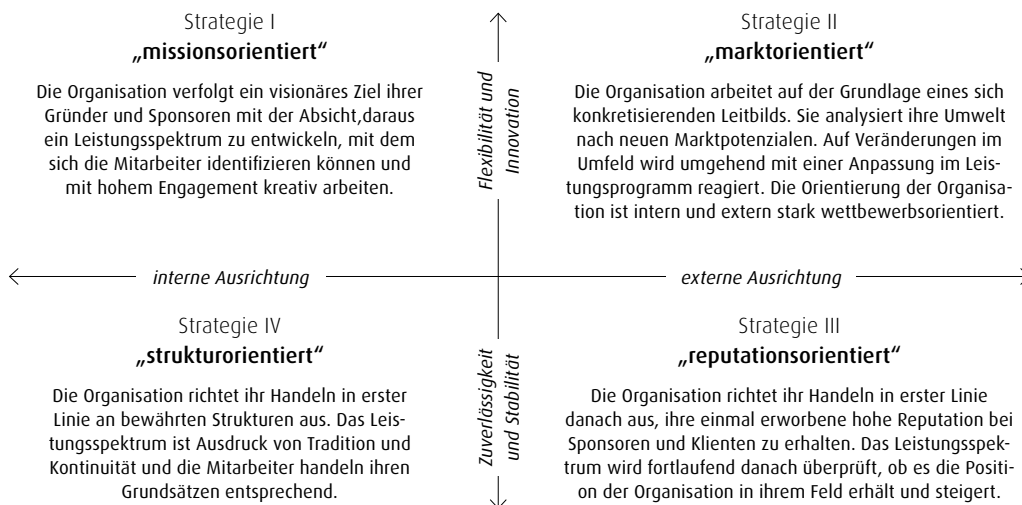 Strategie I
„missionsorientiert“
Die Organisation verfolgt ein visionäres Ziel ihrer
Gründer und Sponsoren mit der Absicht,daraus
ein Leistungsspektrum zu entwickeln, mit dem
sich die Mitarbeiter identifizieren können und
mit hohem Engagement kreativ arbeiten.
Flexibilität und
Innovation
Strategie II
„marktorientiert“
Die Organisation arbeitet auf der Grundlage eines sich
konkretisierenden Leitbilds. Sie analysiert ihre Umwelt
nach neuen Marktpotenzialen. Auf Veränderungen im
Umfeld wird umgehend mit einer Anpassung im Leis-
tungsprogramm reagiert. Die Orientierung der Organisa-
tion ist intern und extern stark wettbewerbsorientiert.
interne Ausrichtung
externe Ausrichtung
Strategie IV
„strukturorientiert“
Die Organisation richtet ihr Handeln in erster
Linie an bewährten Strukturen aus. Das Leis-
tungsspektrum ist Ausdruck von Tradition und
Kontinuität und die Mitarbeiter handeln ihren
Grundsätzen entsprechend.
Zuverlässigkeit
und Stabilität
Strategie III
„reputationsorientiert“
Die Organisation richtet ihr Handeln in erster Linie
danach aus, ihre einmal erworbene hohe Reputation bei
Sponsoren und Klienten zu erhalten. Das Leistungsspek-
trum wird fortlaufend danach überprüft, ob es die Positi-
on der Organisation in ihrem Feld erhält und steigert.